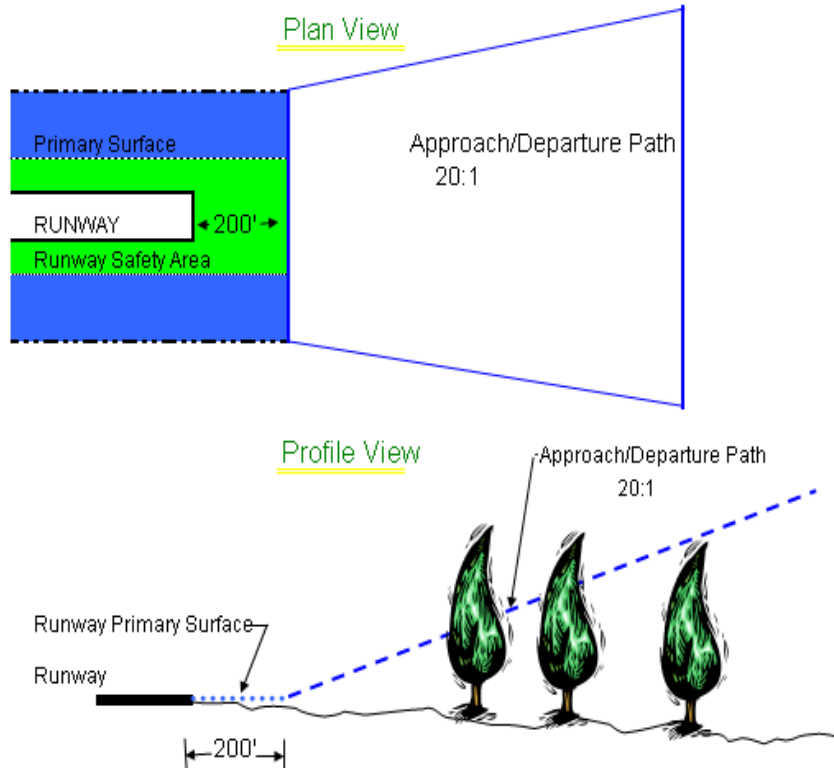 Plan View
Primary Surface
Approach/Departure Path
20:1
RUNWAY
200'
Runway Safety Area
Profile View
Approach/Departure Path
20:1
Runway Primary Surface
Runway
200'